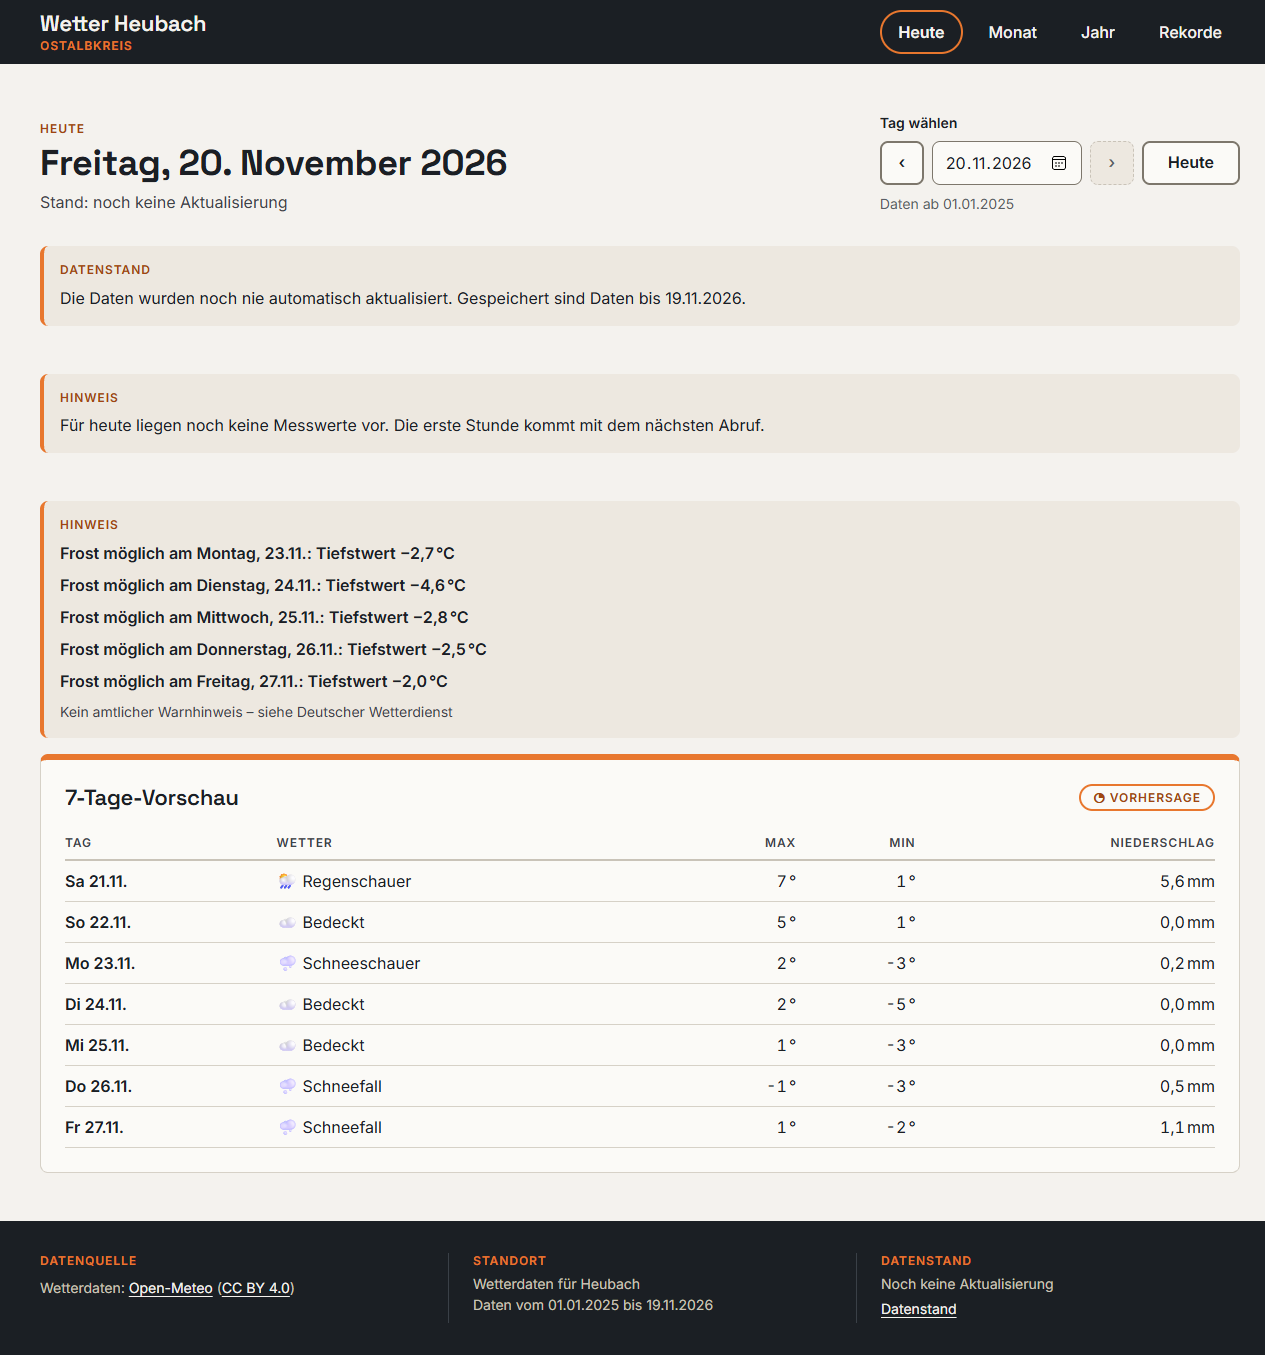 Wetter Heubach
OSTALBKREIS
Heute Monat Jahr Rekorde
HEUTE
Freitag, 20. November 2026
Stand: noch keine Aktualisierung
Tag wählen
‹ 20.11.2026 › Heute
Daten ab 01.01.2025
DATENSTAND
Die Daten wurden noch nie automatisch aktualisiert. Gespeichert sind Daten bis 19.11.2026.
HINWEIS
Für heute liegen noch keine Messwerte vor. Die erste Stunde kommt mit dem nächsten Abruf.
HINWEIS
Frost möglich am Montag, 23.11.: Tiefstwert −2,7 °C
Frost möglich am Dienstag, 24.11.: Tiefstwert −4,6 °C
Frost möglich am Mittwoch, 25.11.: Tiefstwert −2,8 °C
Frost möglich am Donnerstag, 26.11.: Tiefstwert −2,5 °C
Frost möglich am Freitag, 27.11.: Tiefstwert −2,0 °C
Kein amtlicher Warnhinweis – siehe Deutscher Wetterdienst
7-Tage-Vorschau
VORHERSAGE
TAG WETTER MAX MIN NIEDERSCHLAG
Sa 21.11. Regenschauer 7 ° 1 ° 5,6 mm
So 22.11. Bedeckt 5 ° 1 ° 0,0 mm
Mo 23.11. Schneeschauer 2 ° -3 ° 0,2 mm
Di 24.11. Bedeckt 2 ° -5 ° 0,0 mm
Mi 25.11. Bedeckt 1 ° -3 ° 0,0 mm
Do 26.11. Schneefall -1 ° -3 ° 0,5 mm
Fr 27.11. Schneefall 1 ° -2 ° 1,1 mm
DATENQUELLE
Wetterdaten: Open-Meteo (CC BY 4.0)
STANDORT
Wetterdaten für Heubach
Daten vom 01.01.2025 bis 19.11.2026
DATENSTAND
Noch keine Aktualisierung
Datenstand